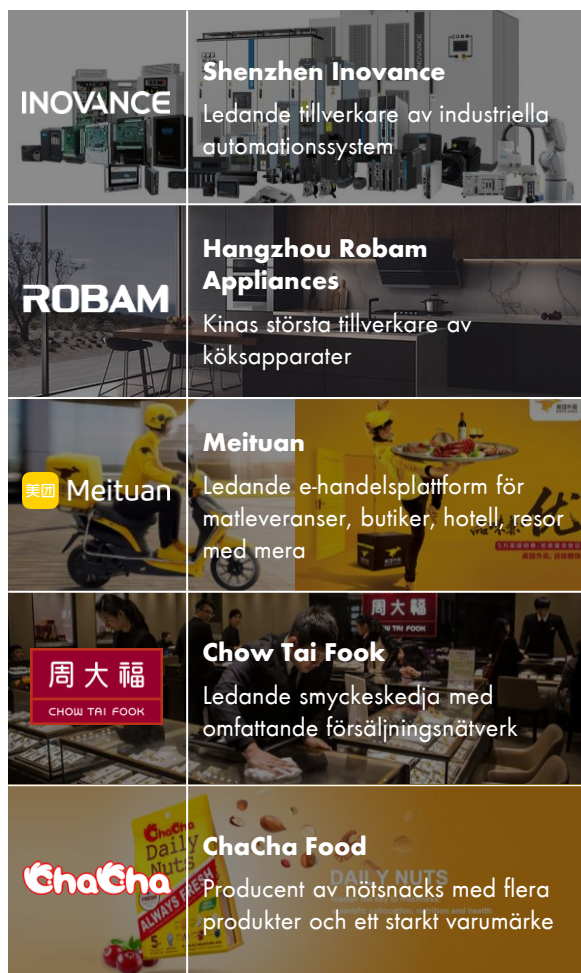 INOVANCE
Shenzhen Inovance
Ledande tillverkare av industriella
automationssystem
ROBAM
Hangzhou Robam
Appliances
Kinas största tillverkare av
köksapparater
美团 Meituan
Meituan
Ledande e-handelsplattform för
matleveranser, butiker, hotell, resor
med mera
周大福
CHOW TAI FOOK
周大福
CHOW TAI FOOK
Chow Tai Fook
Ledande smyckeskedja med
omfattande försäljningsnätverk
ChaCha
ChaCha
Daily
Nuts
ALWAYS FRESH
ChaCha Food
DAILY NUTS
Producent av nötsnacks med flera
produkter och ett starkt varumärke